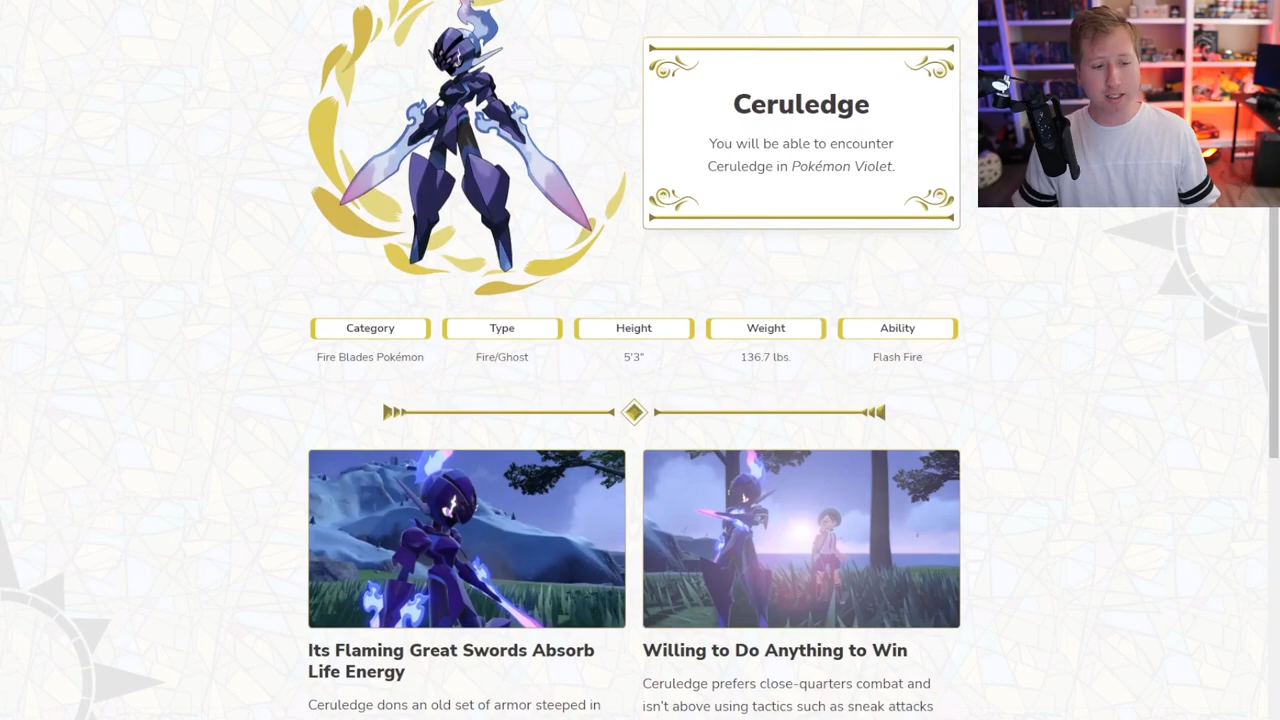 Ceruledge
You will be able to encounter
Ceruledge in Pokémon Violet.
Category
Type
Height
Weight
Ability
Fire Blades Pokémon
Fire/Ghost
5'3"
136.7 lbs.
Flash Fire
Its Flaming Great Swords Absorb
Life Energy
Ceruledge dons an old set of armor steeped in
Willing to Do Anything to Win
Ceruledge prefers close-quarters combat and
isn't above using tactics such as sneak attacks